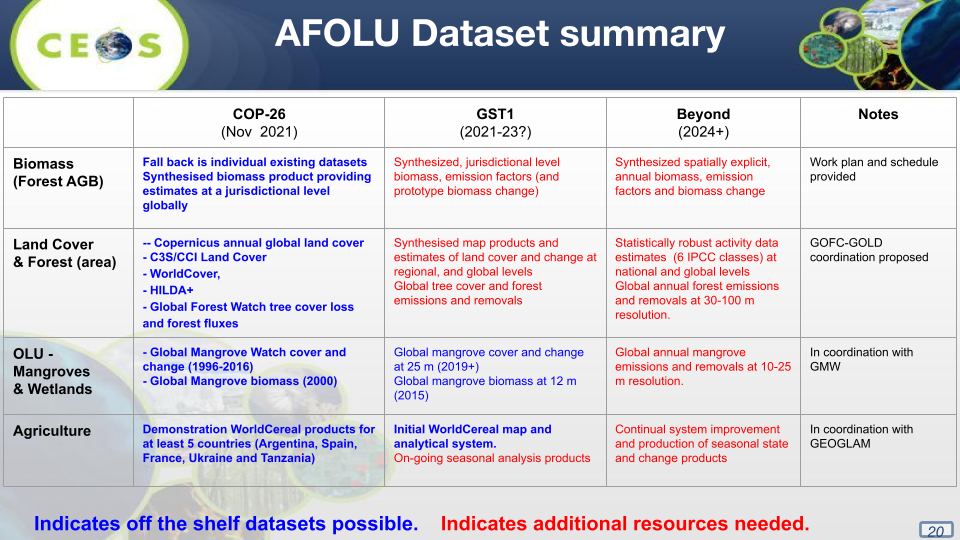 CEOS
AFOLU Dataset summary
COP-26
(Nov 2021)
GST1
(2021-23?)
Beyond
(2024+)
Notes
Biomass
(Forest AGB)
Fall back is individual existing datasets
Synthesised biomass product providing
estimates at a jurisdictional level
globally
Synthesized, jurisdictional level
biomass, emission factors (and
prototype biomass change)
Synthesized spatially explicit,
annual biomass, emission
factors and biomass change
Work plan and schedule
provided
Land Cover
& Forest (area)
-- Copernicus annual global land cover
- C3S/CCI Land Cover
- WorldCover,
- HILDA+
- Global Forest Watch tree cover loss
and forest fluxes
Synthesised map products and
estimates of land cover and change at
regional, and global levels
Global tree cover and forest
emissions and removals
Statistically robust activity data
estimates (6 IPCC classes) at
national and global levels
Global annual forest emissions
and removals at 30-100 m
resolution.
GOFC-GOLD
coordination proposed
OLU -
Mangroves
& Wetlands
- Global Mangrove Watch cover and
change (1996-2016)
- Global Mangrove biomass (2000)
Global mangrove cover and change
at 25 m (2019+)
Global mangrove biomass at 12 m
(2015)
Global annual mangrove
emissions and removals at 10-25
m resolution.
In coordination with
GMW
Agriculture
Demonstration WorldCereal products for
at least 5 countries (Argentina, Spain,
France, Ukraine and Tanzania)
Initial WorldCereal map and
analytical system.
On-going seasonal analysis products
Continual system improvement
and production of seasonal state
and change products
In coordination with
GEOGLAM
Indicates off the shelf datasets possible. Indicates additional resources needed.
20